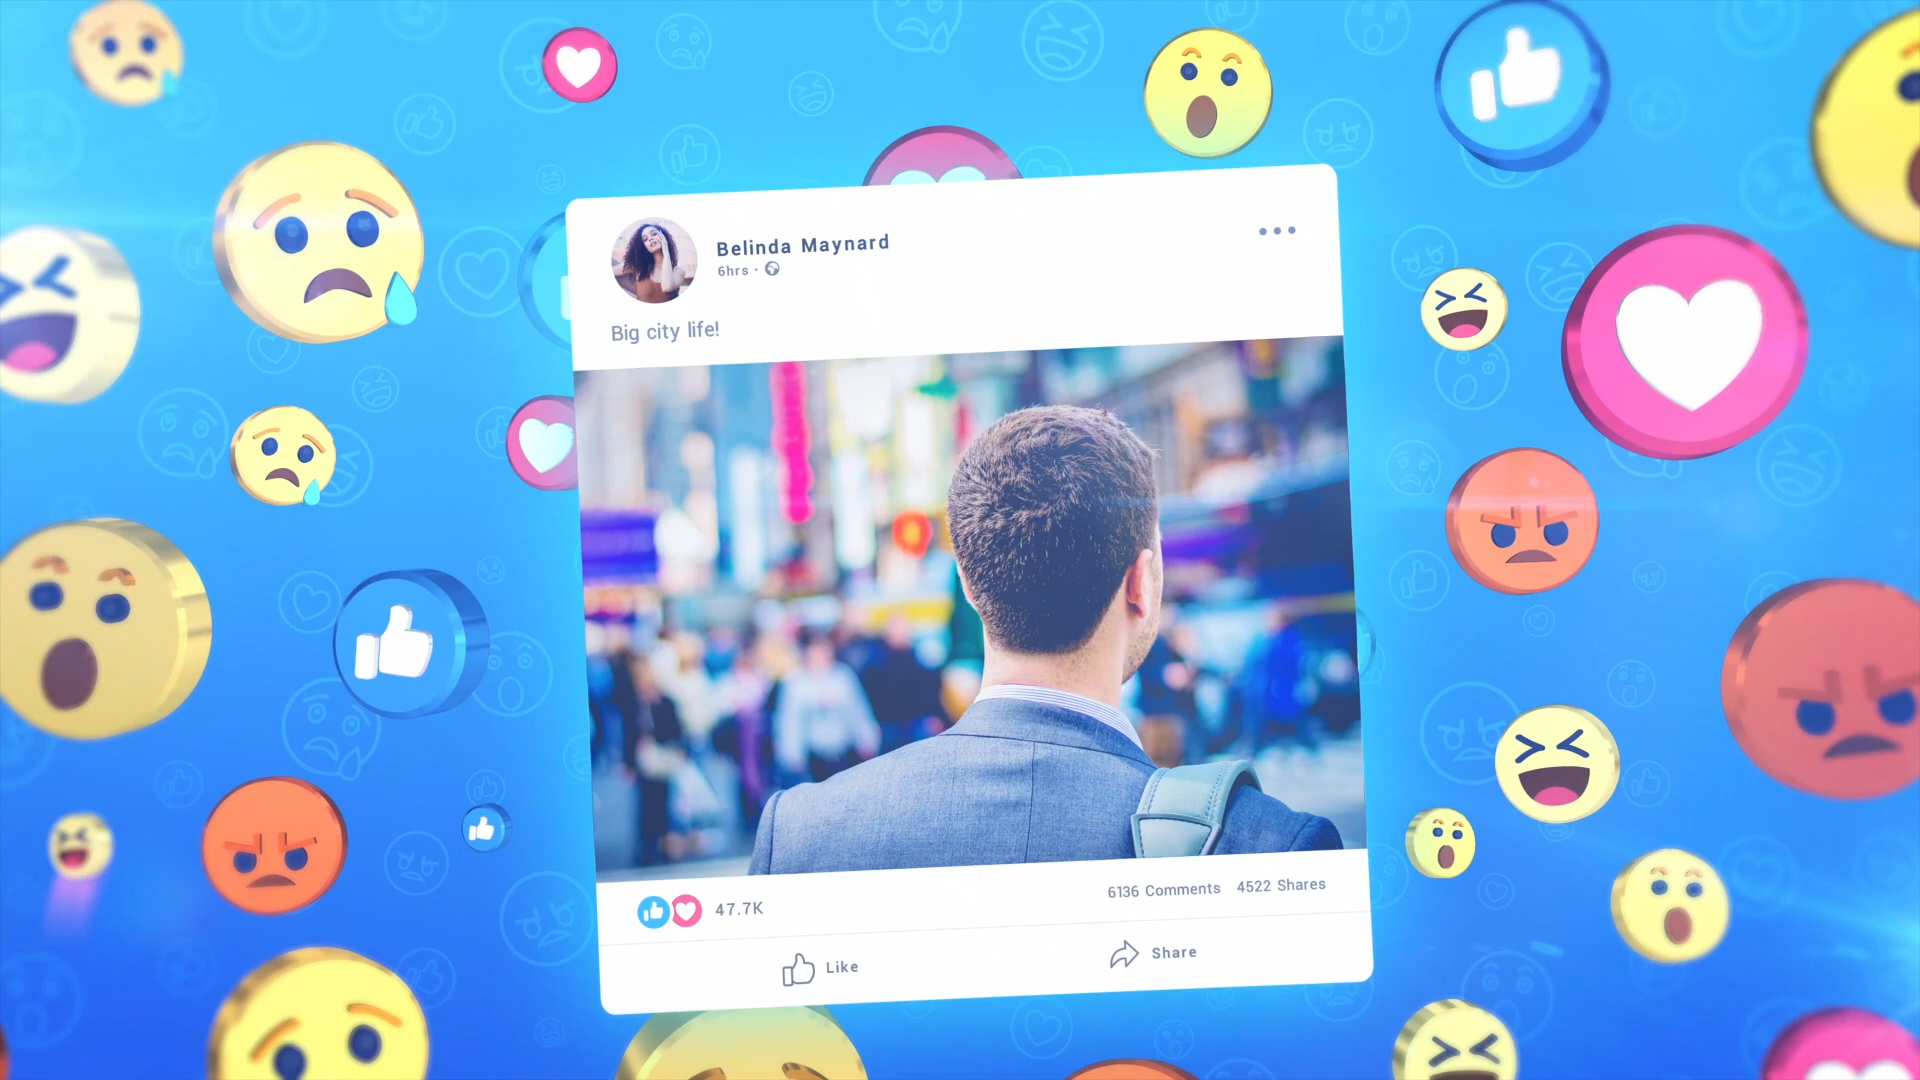 Belinda Maynard
6hrs ·
Big city life!
47.7K
6136 Comments 4522 Shares
Like
Share